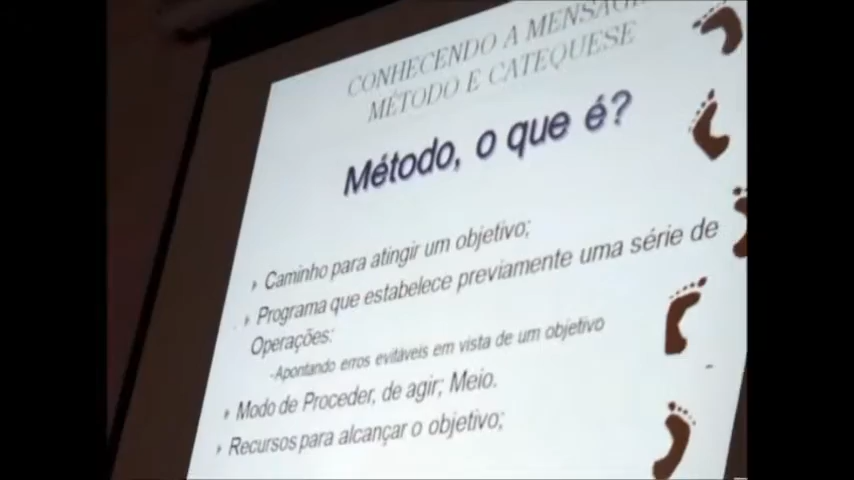 CONHECENDO A MENSAGE
MÉTODO E CATEQUESE
Método, o que é?
Caminho para atingir um objetivo;
Programa que estabelece previamente uma série de
Operações:
-Apontando erros evitáveis em vista de um objetivo
Modo de Proceder, de agir; Meio.
Recursos para alcançar o objetivo;